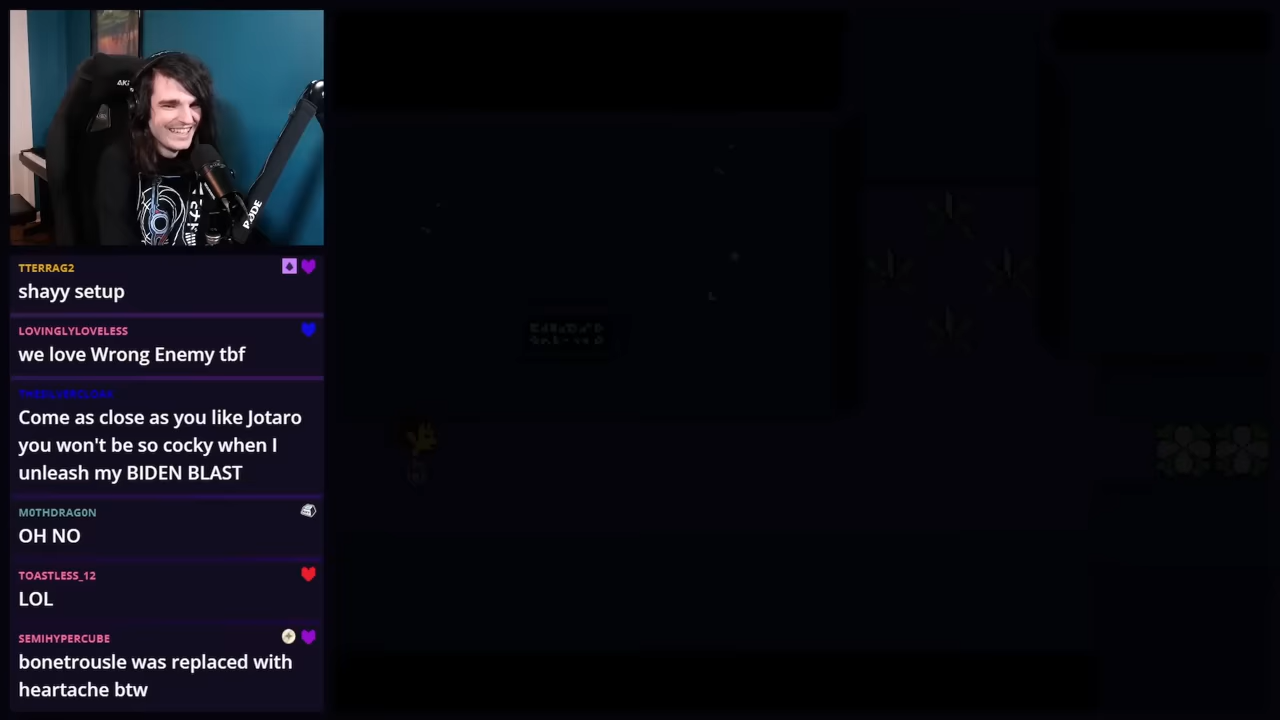 AK
RØDE
TTERRAG2
shayy setup
LOVINGLYLOVELESS
we love Wrong Enemy tbf
Come as close as you like Jotaro
you won't be so cocky when I
unleash my BIDEN BLAST
M0THDRAG0N
OH NO
TOASTLESS_12
LOL
SEMIHYPERCUBE
bonetrousle was replaced with
heartache btw